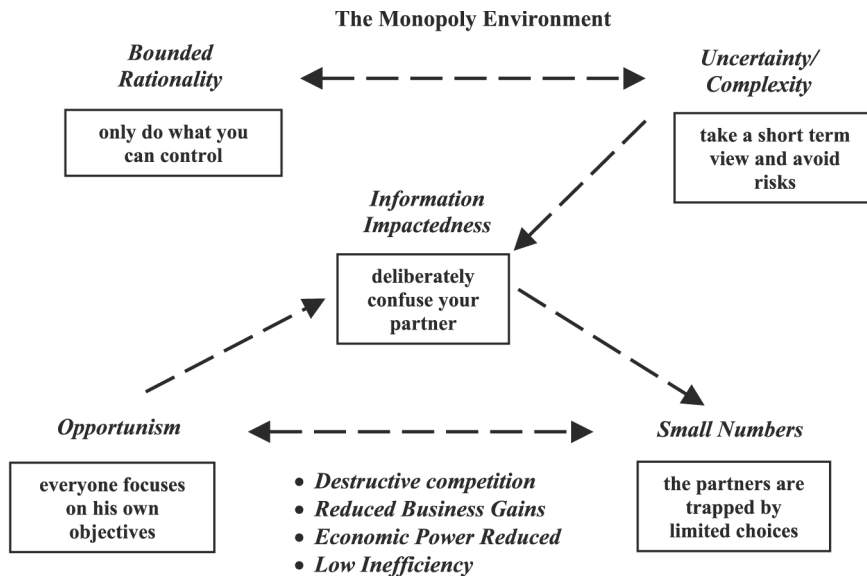 The Monopoly Environment
Bounded
Rationality
Uncertainty/
Complexity
only do what you
can control
take a short term
view and avoid
risks
Information
Impactedness
deliberately
confuse your
partner
Opportunism
Small Numbers
everyone focuses
on his own
objectives
• Destructive competition
• Reduced Business Gains
• Economic Power Reduced
• Low Inefficiency
the partners are
trapped by
limited choices